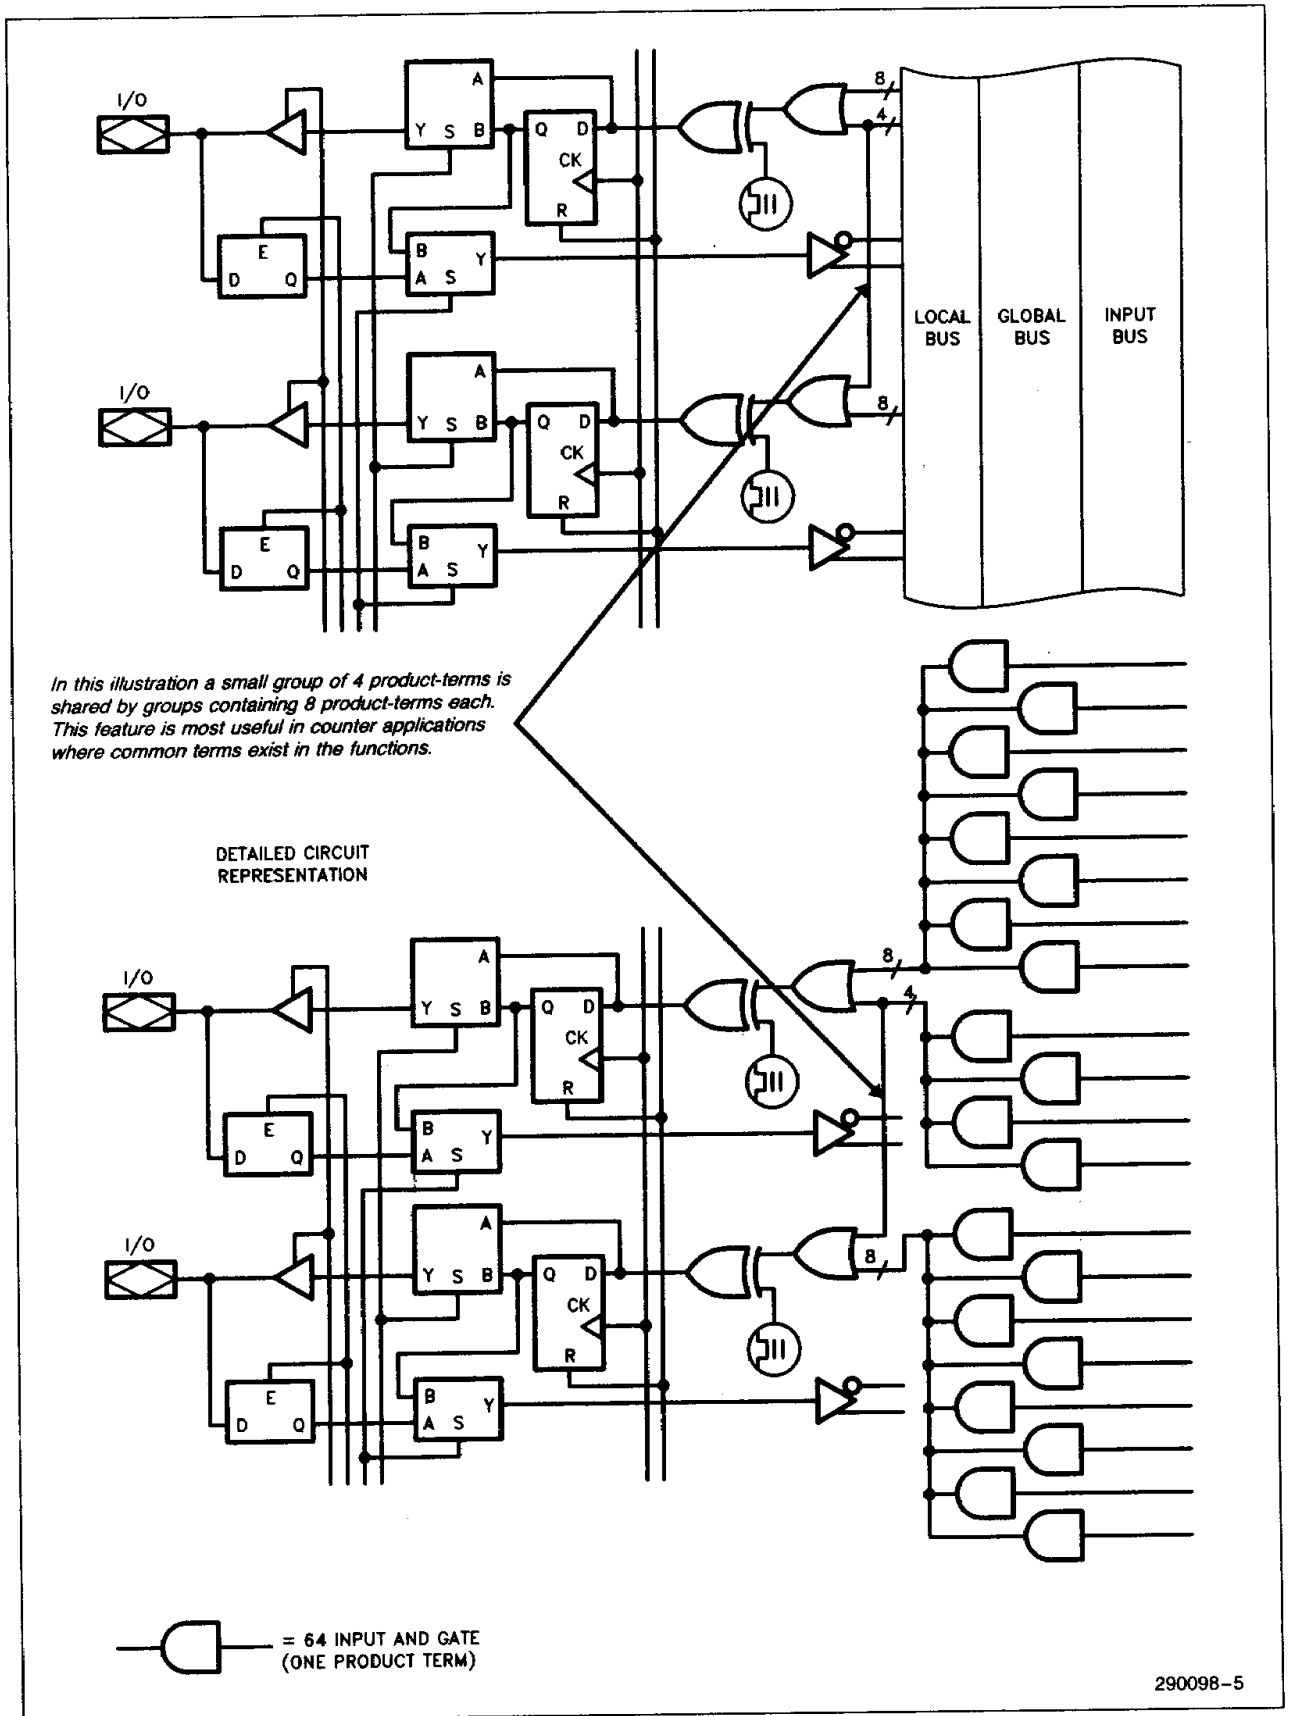 I/O
A
Y S B
Q D
CK
R
8
4
E
D Q
B Y
A S
LOCAL BUS
GLOBAL BUS
INPUT BUS
I/O
A
Y S B
Q D
CK
R
8
E
D Q
B Y
A S
In this illustration a small group of 4 product-terms is
shared by groups containing 8 product-terms each.
This feature is most useful in counter applications
where common terms exist in the functions.
DETAILED CIRCUIT
REPRESENTATION
I/O
A
Y S B
Q D
CK
R
8
4
E
D Q
B Y
A S
I/O
A
Y S B
Q D
CK
R
8
E
D Q
B Y
A S
= 64 INPUT AND GATE
(ONE PRODUCT TERM)
290098-5